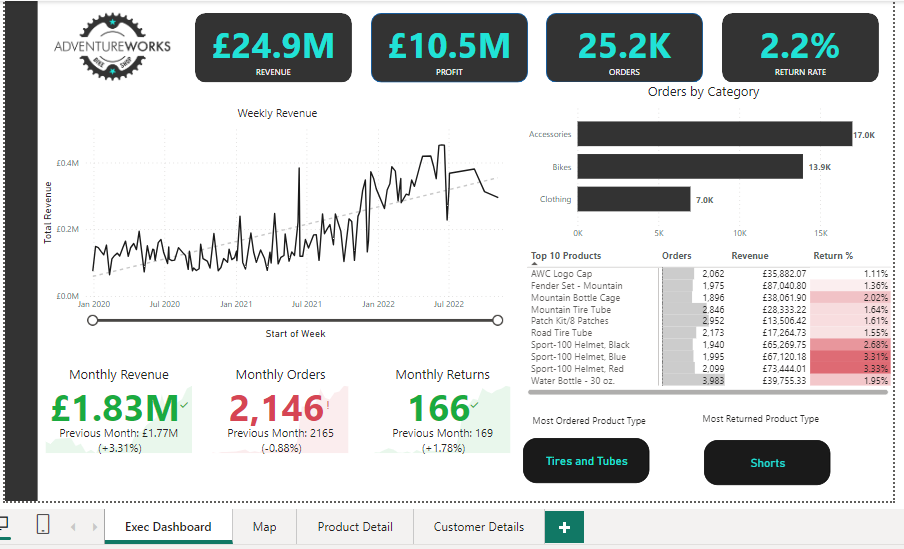 ADVENTUREWORKS
BIKE SHOP
£24.9M
REVENUE
£10.5M
PROFIT
25.2K
ORDERS
2.2%
RETURN RATE
Weekly Revenue
Total Revenue
£0.4M
£0.2M
£0.0M
Jan 2020 Jul 2020 Jan 2021 Jul 2021 Jan 2022 Jul 2022
Start of Week
Orders by Category
Accessories 17.0K
Bikes 13.9K
Clothing 7.0K
0K 5K 10K 15K
Top 10 Products Orders Revenue Return %
AWC Logo Cap 2,062 £35,882.07 1.11%
Fender Set - Mountain 1,975 £87,040.80 1.36%
Mountain Bottle Cage 1,896 £38,061.90 2.02%
Mountain Tire Tube 2,846 £28,333.22 1.64%
Patch Kit/8 Patches 2,952 £13,506.42 1.61%
Road Tire Tube 2,173 £17,264.73 1.55%
Sport-100 Helmet, Black 1,940 £65,269.75 2.68%
Sport-100 Helmet, Blue 1,995 £67,120.18 3.31%
Sport-100 Helmet, Red 2,099 £73,444.01 3.33%
Water Bottle - 30 oz. 3,983 £39,755.33 1.95%
Monthly Revenue
£1.83M
Previous Month: £1.77M
(+3.31%)
Monthly Orders
2,146!
Previous Month: 2165
(-0.88%)
Monthly Returns
166
Previous Month: 169
(+1.78%)
Most Ordered Product Type
Tires and Tubes
Most Returned Product Type
Shorts
Exec Dashboard Map Product Detail Customer Details +